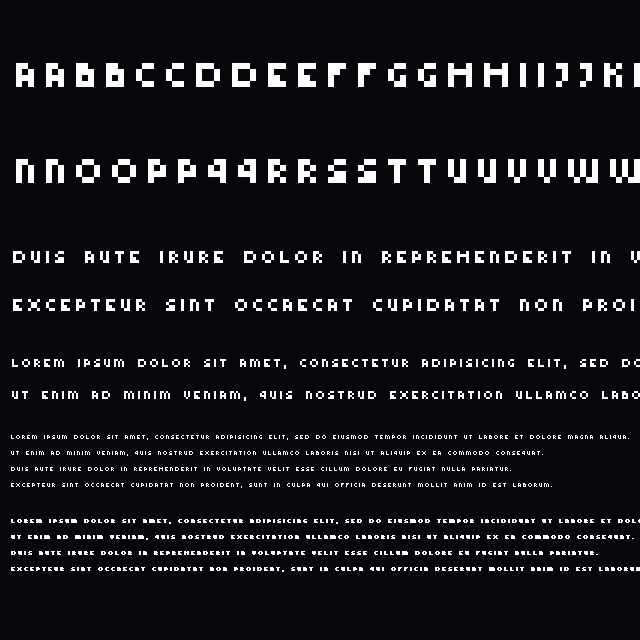 AABBCCDDEEFFGGHHIIJJK
NNOOPPQQRRSSTTUUVVWW
DUIS AUTE IRURE DOLOR IN REPREHENDERIT IN V
EXCEPTEUR SINT OCCAECAT CUPIDATAT NON PROI
LOREM IPSUM DOLOR SIT AMET, CONSECTETUR ADIPISICING ELIT, SED DO
UT ENIM AD MINIM VENIAM, QUIS NOSTRUD EXERCITATION ULLAMCO LABO
LOREM IPSUM DOLOR SIT AMET, CONSECTETUR ADIPISICING ELIT, SED DO EIUSMOD TEMPOR INCIDIDUNT UT LABORE ET DOLORE MAGNA ALIQUA.
UT ENIM AD MINIM VENIAM, QUIS NOSTRUD EXERCITATION ULLAMCO LABORIS NISI UT ALIQUIP EX EA COMMODO CONSEQUAT.
DUIS AUTE IRURE DOLOR IN REPREHENDERIT IN VOLUPTATE VELIT ESSE CILLUM DOLORE EU FUGIAT NULLA PARIATUR.
EXCEPTEUR SINT OCCAECAT CUPIDATAT NON PROIDENT, SUNT IN CULPA QUI OFFICIA DESERUNT MOLLIT ANIM ID EST LABORUM.
LOREM IPSUM DOLOR SIT AMET, CONSECTETUR ADIPISICING ELIT, SED DO EIUSMOD TEMPOR INCIDIDUNT UT LABORE ET DOLO
UT ENIM AD MINIM VENIAM, QUIS NOSTRUD EXERCITATION ULLAMCO LABORIS NISI UT ALIQUIP EX EA COMMODO CONSEQUAT.
DUIS AUTE IRURE DOLOR IN REPREHENDERIT IN VOLUPTATE VELIT ESSE CILLUM DOLORE EU FUGIAT NULLA PARIATUR.
EXCEPTEUR SINT OCCAECAT CUPIDATAT NON PROIDENT, SUNT IN CULPA QUI OFFICIA DESERUNT MOLLIT ANIM ID EST LABORUM